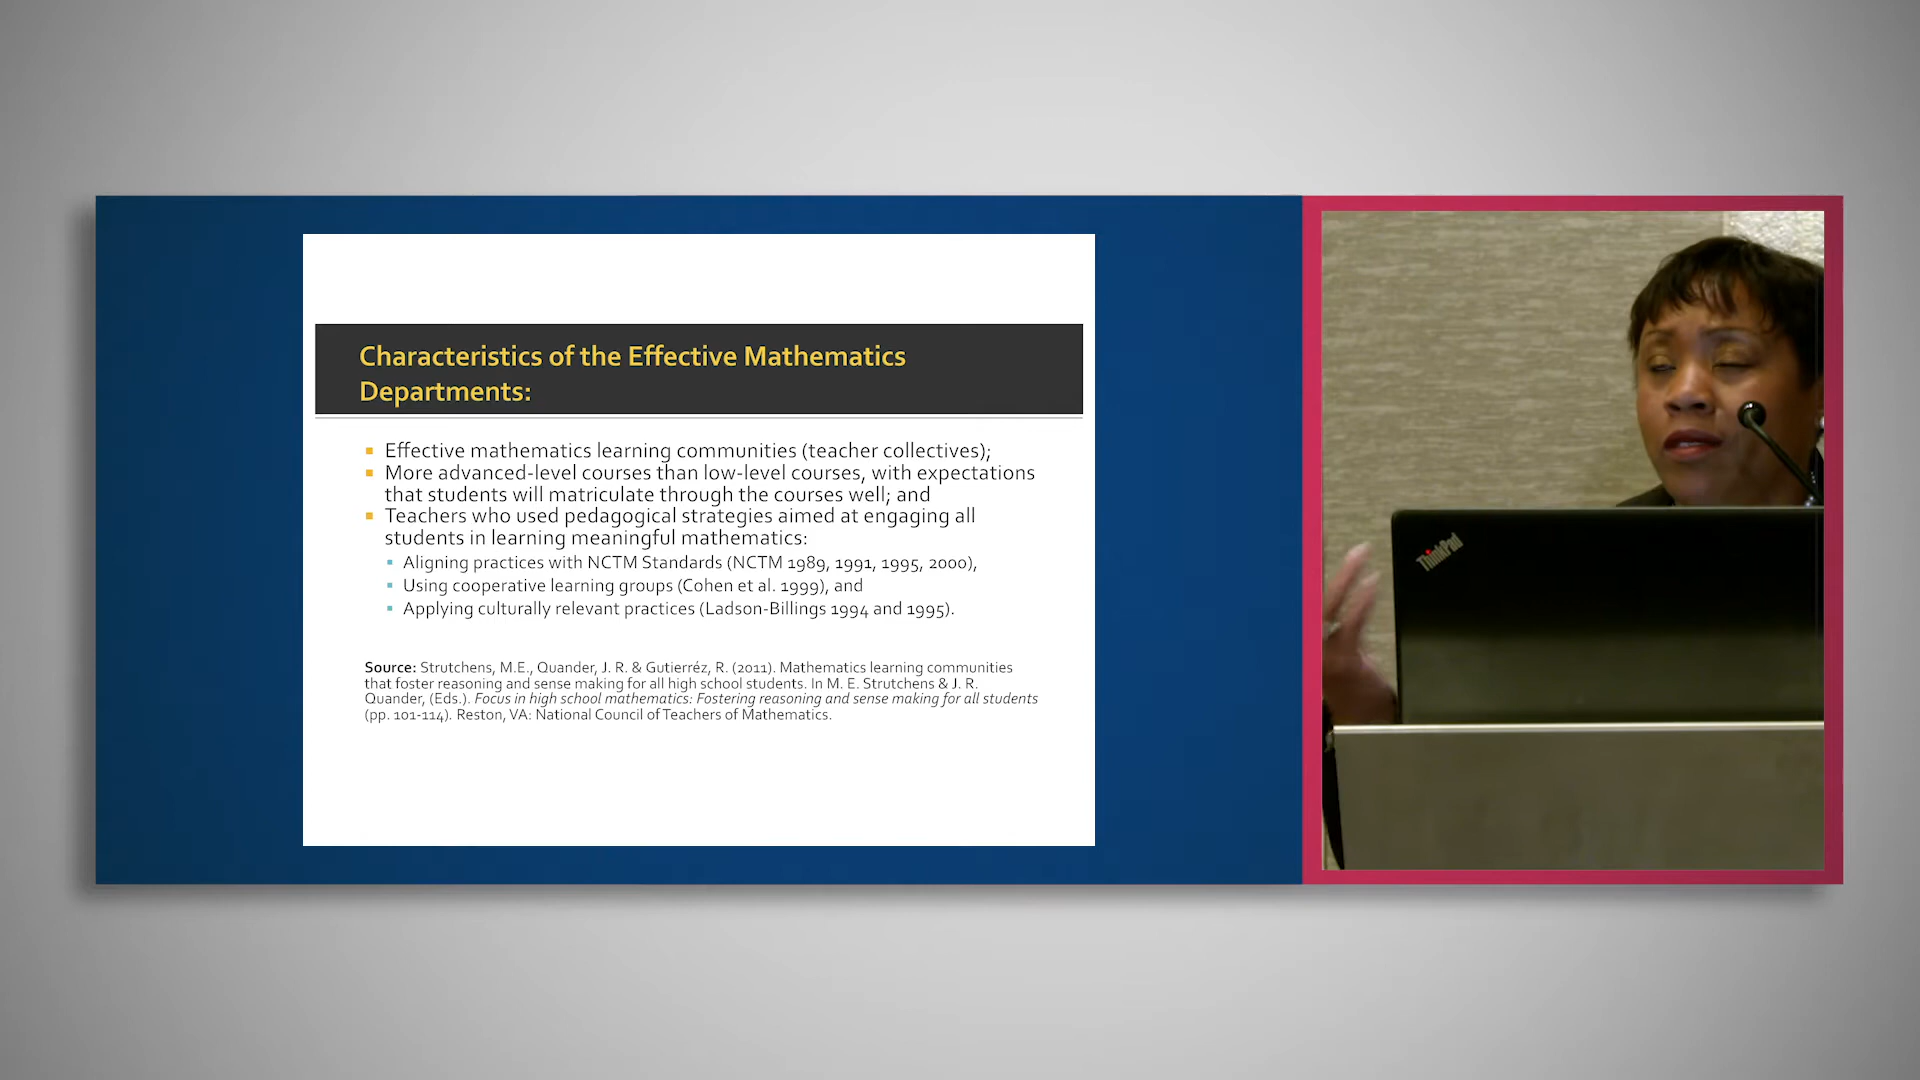 Characteristics of the Effective Mathematics
Departments:
Effective mathematics learning communities (teacher collectives);
More advanced-level courses than low-level courses, with expectations
that students will matriculate through the courses well; and
Teachers who used pedagogical strategies aimed at engaging all
students in learning meaningful mathematics:
Aligning practices with NCTM Standards (NCTM 1989, 1991, 1995, 2000),
Using cooperative learning groups (Cohen et al. 1999), and
Applying culturally relevant practices (Ladson-Billings 1994 and 1995).
Source: Strutchens, M.E., Quander, J. R. & Gutierréz, R. (2011). Mathematics learning communities
that foster reasoning and sense making for all high school students. In M. E. Strutchens & J. R.
Quander, (Eds.). Focus in high school mathematics: Fostering reasoning and sense making for all students
(pp. 101-114). Reston, VA: National Council of Teachers of Mathematics.
ThinkPad